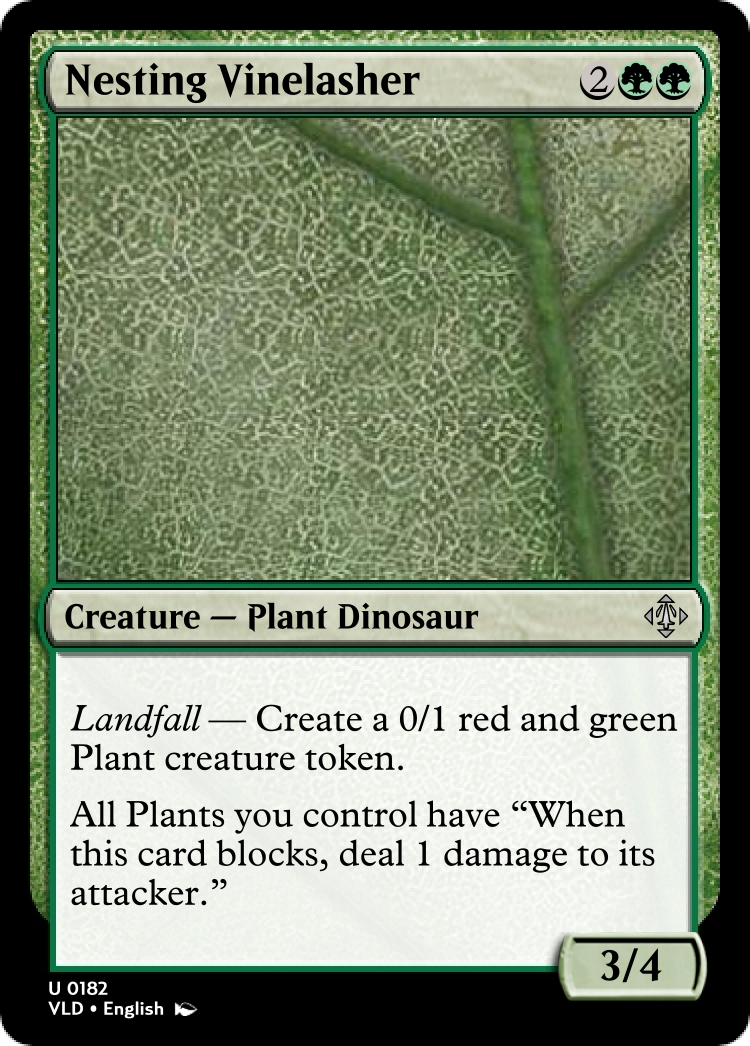 Nesting Vinelasher 2
Creature — Plant Dinosaur
Landfall — Create a 0/1 red and green
Plant creature token.
All Plants you control have “When
this card blocks, deal 1 damage to its
attacker.”
3/4
U 0182
VLD • English